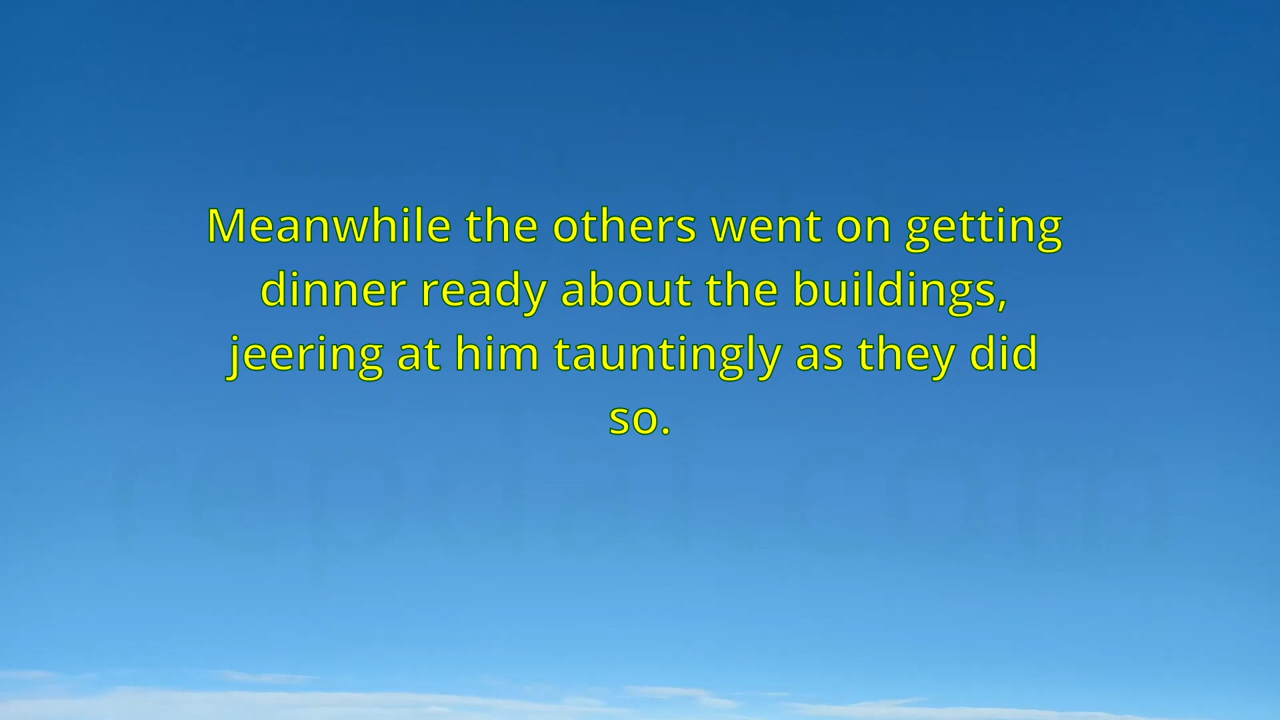 Meanwhile the others went on getting
dinner ready about the buildings,
jeering at him tauntingly as they did
so.